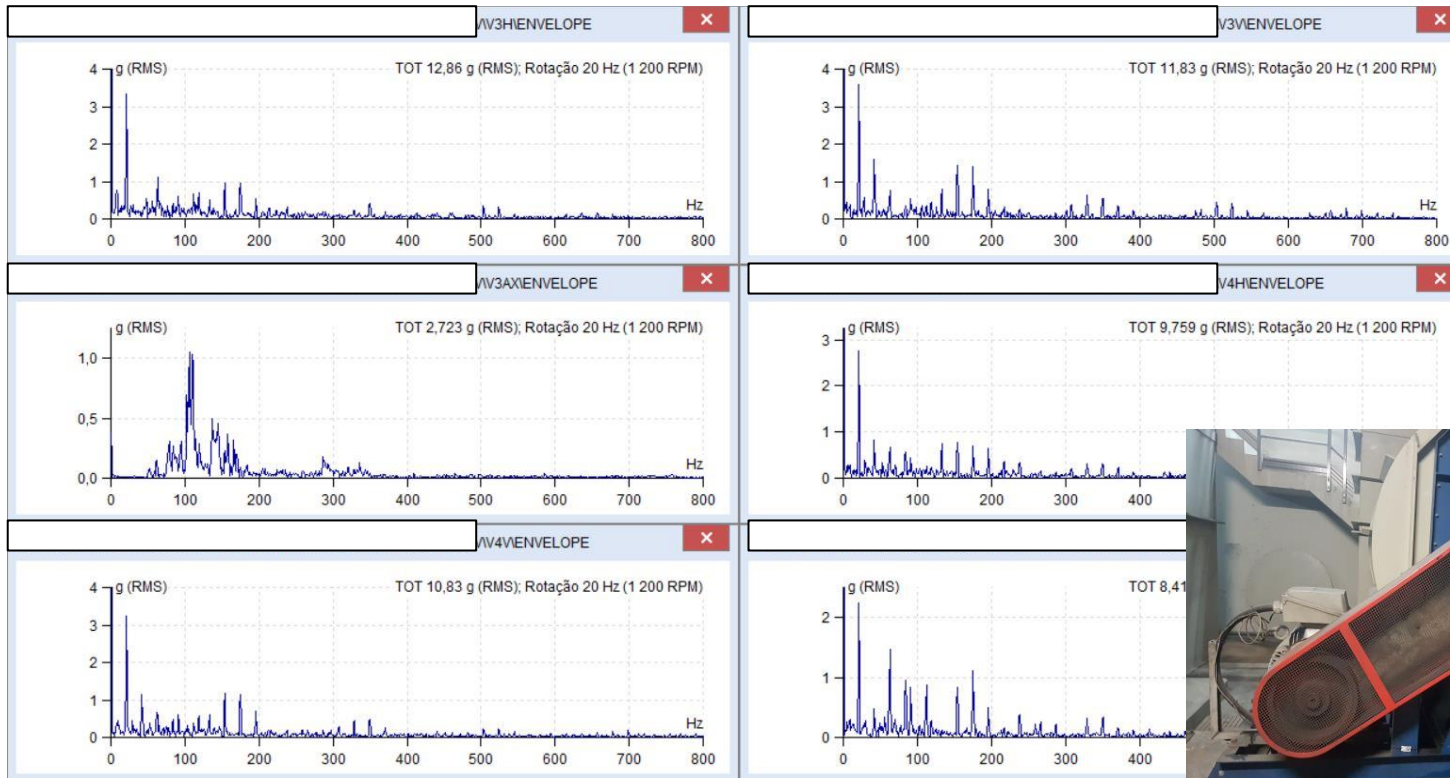 \V3H\ENVELOPE
g (RMS)
TOT 12,86 g (RMS); Rotação 20 Hz (1 200 RPM)
4
3
2
1
0
Hz
0 100 200 300 400 500 600 700 800
V3V\ENVELOPE
g (RMS)
TOT 11,83 g (RMS); Rotação 20 Hz (1 200 RPM)
4
3
2
1
0
Hz
0 100 200 300 400 500 600 700 800
\V3AX\ENVELOPE
g (RMS)
TOT 2,723 g (RMS); Rotação 20 Hz (1 200 RPM)
1,0
0,5
0,0
Hz
0 100 200 300 400 500 600 700 800
V4H\ENVELOPE
g (RMS)
TOT 9,759 g (RMS); Rotação 20 Hz (1 200 RPM)
3
2
1
0
0 100 200 300 400
\V4V\ENVELOPE
g (RMS)
TOT 10,83 g (RMS); Rotação 20 Hz (1 200 RPM)
4
3
2
1
0
Hz
0 100 200 300 400 500 600 700 800
g (RMS)
TOT 8,41
2
1
0
0 100 200 300 400